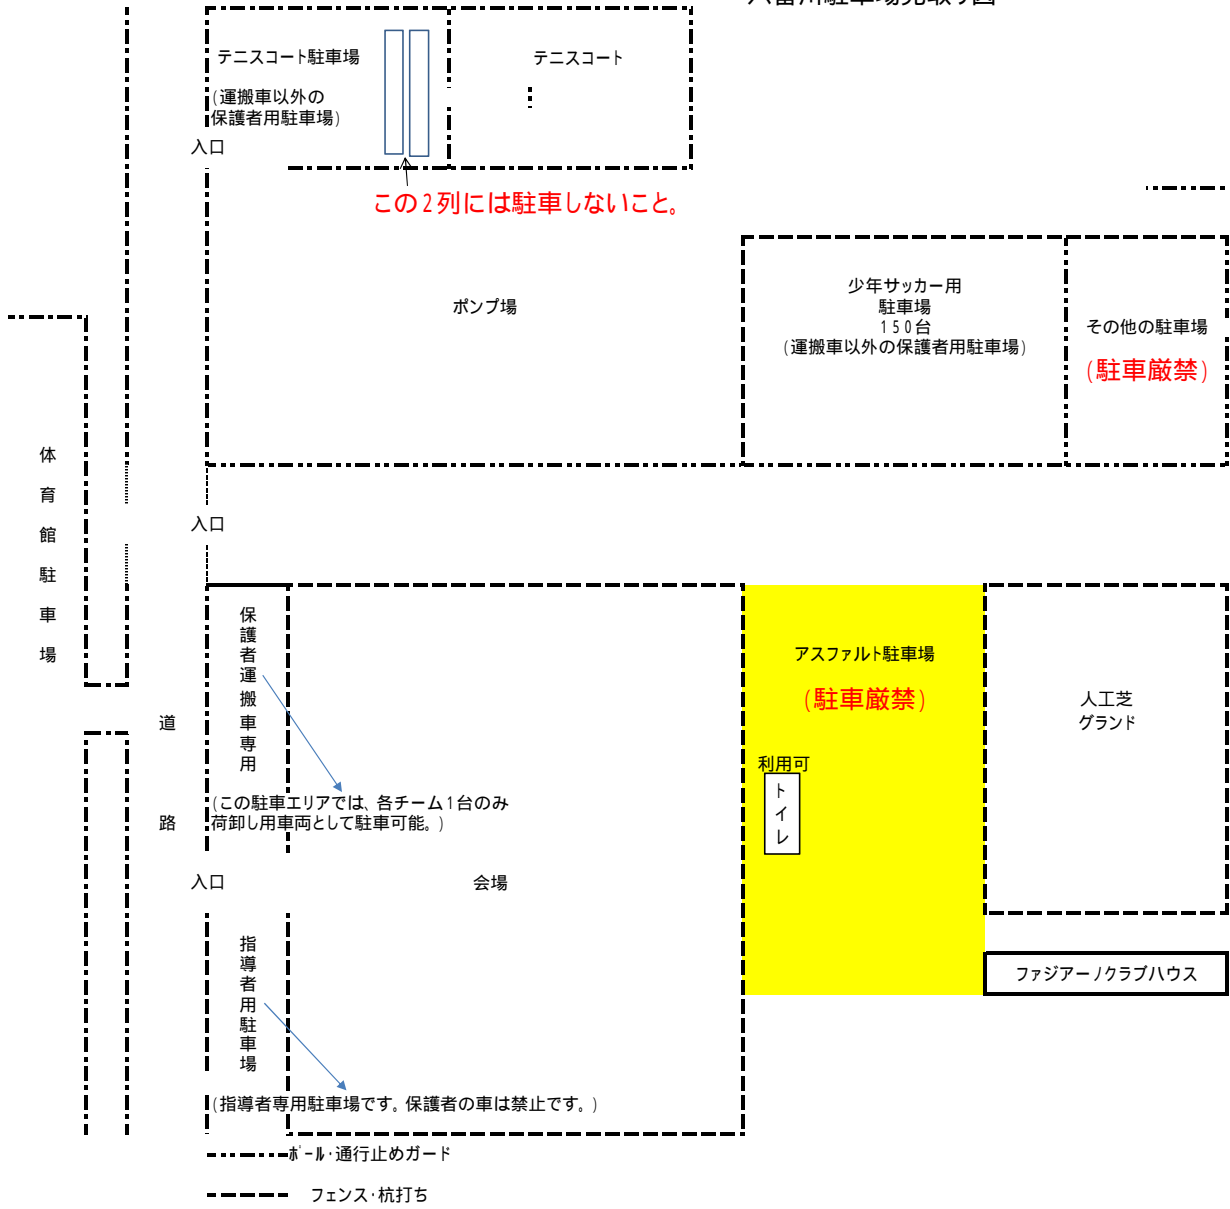 テニスコート駐車場
(運搬車以外の
保護者用駐車場)
テニスコート
入口
この2列には駐車しないこと。
ポンプ場
少年サッカー用
駐車場
150台
(運搬車以外の保護者用駐車場)
その他の駐車場
(駐車厳禁)
体育館駐車場
入口
保護者運搬車専用
アスファルト駐車場
(駐車厳禁)
人工芝
グランド
道路
利用可
トイレ
(この駐車エリアでは、各チーム1台のみ
荷卸し用車両として駐車可能。)
入口
会場
指導者用駐車場
ファジアーノクラブハウス
(指導者専用駐車場です。保護者の車は禁止です。)
ポール・通行止めガード
フェンス・杭打ち